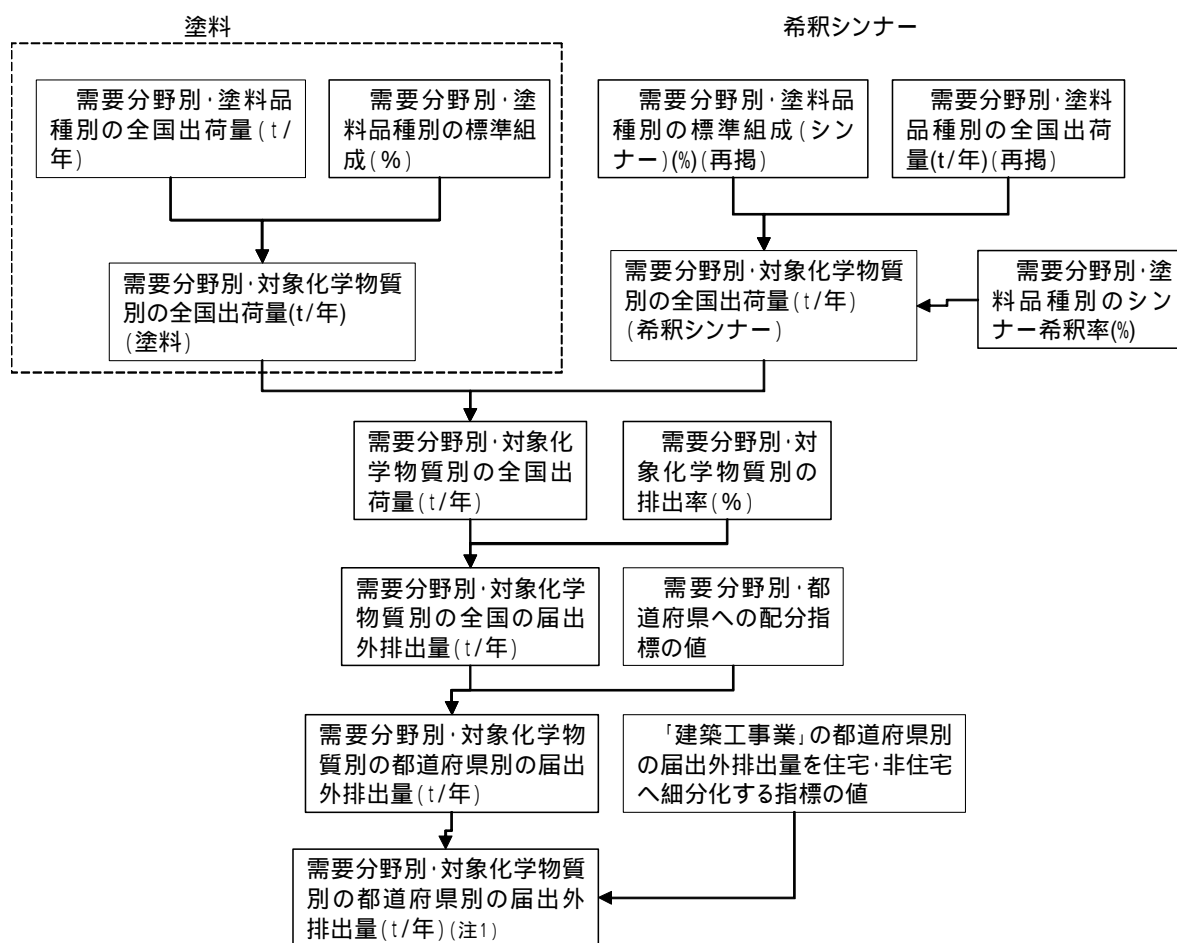 塗料
希釈シンナー
需要分野別・塗料品
種別の全国出荷量(t/
年)
需要分野別・塗
料品種別の標準組
成(%)
需要分野別・塗料品
種別の標準組成(シン
ナー)(%)(再掲)
需要分野別・塗料
品種別の全国出荷
量(t/年)(再掲)
需要分野別・対象化学物質
別の全国出荷量(t/年)
(塗料)
需要分野別・対象化学物質
別の全国出荷量(t/年)
(希釈シンナー)
需要分野別・塗
料品種別のシン
ナー希釈率(%)
需要分野別・対象化
学物質別の全国出
荷量(t/年)
需要分野別・対
象化学物質別の
排出率(%)
需要分野別・対象化学
物質別の全国の届出
外排出量(t/年)
需要分野別・都
道府県への配分指
標の値
需要分野別・対象化学物
質別の都道府県別の届出
外排出量(t/年)
「建築工事業」の都道府県別
の届出外排出量を住宅・非住宅
へ細分化する指標の値
需要分野別・対象化学物質
別の都道府県別の届出外
排出量(t/年)(注1)